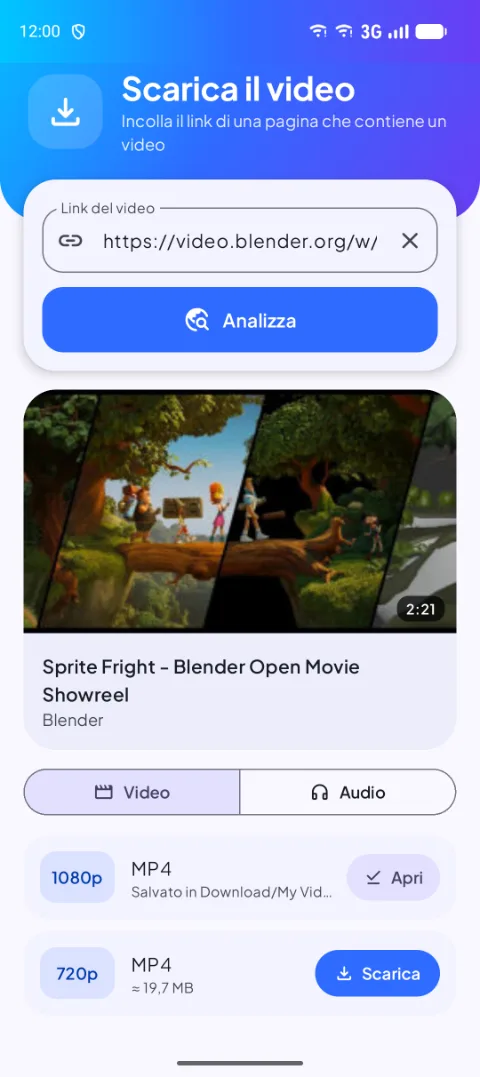 12:00
3G
Scarica il video
Incolla il link di una pagina che contiene un
video
Link del video
https://video.blender.org/w/
Analizza
2:21
Sprite Fright - Blender Open Movie
Showreel
Blender
Video
Audio
1080p
MP4
Salvato in Download/My Vid...
Apri
720p
MP4
≈ 19,7 MB
Scarica